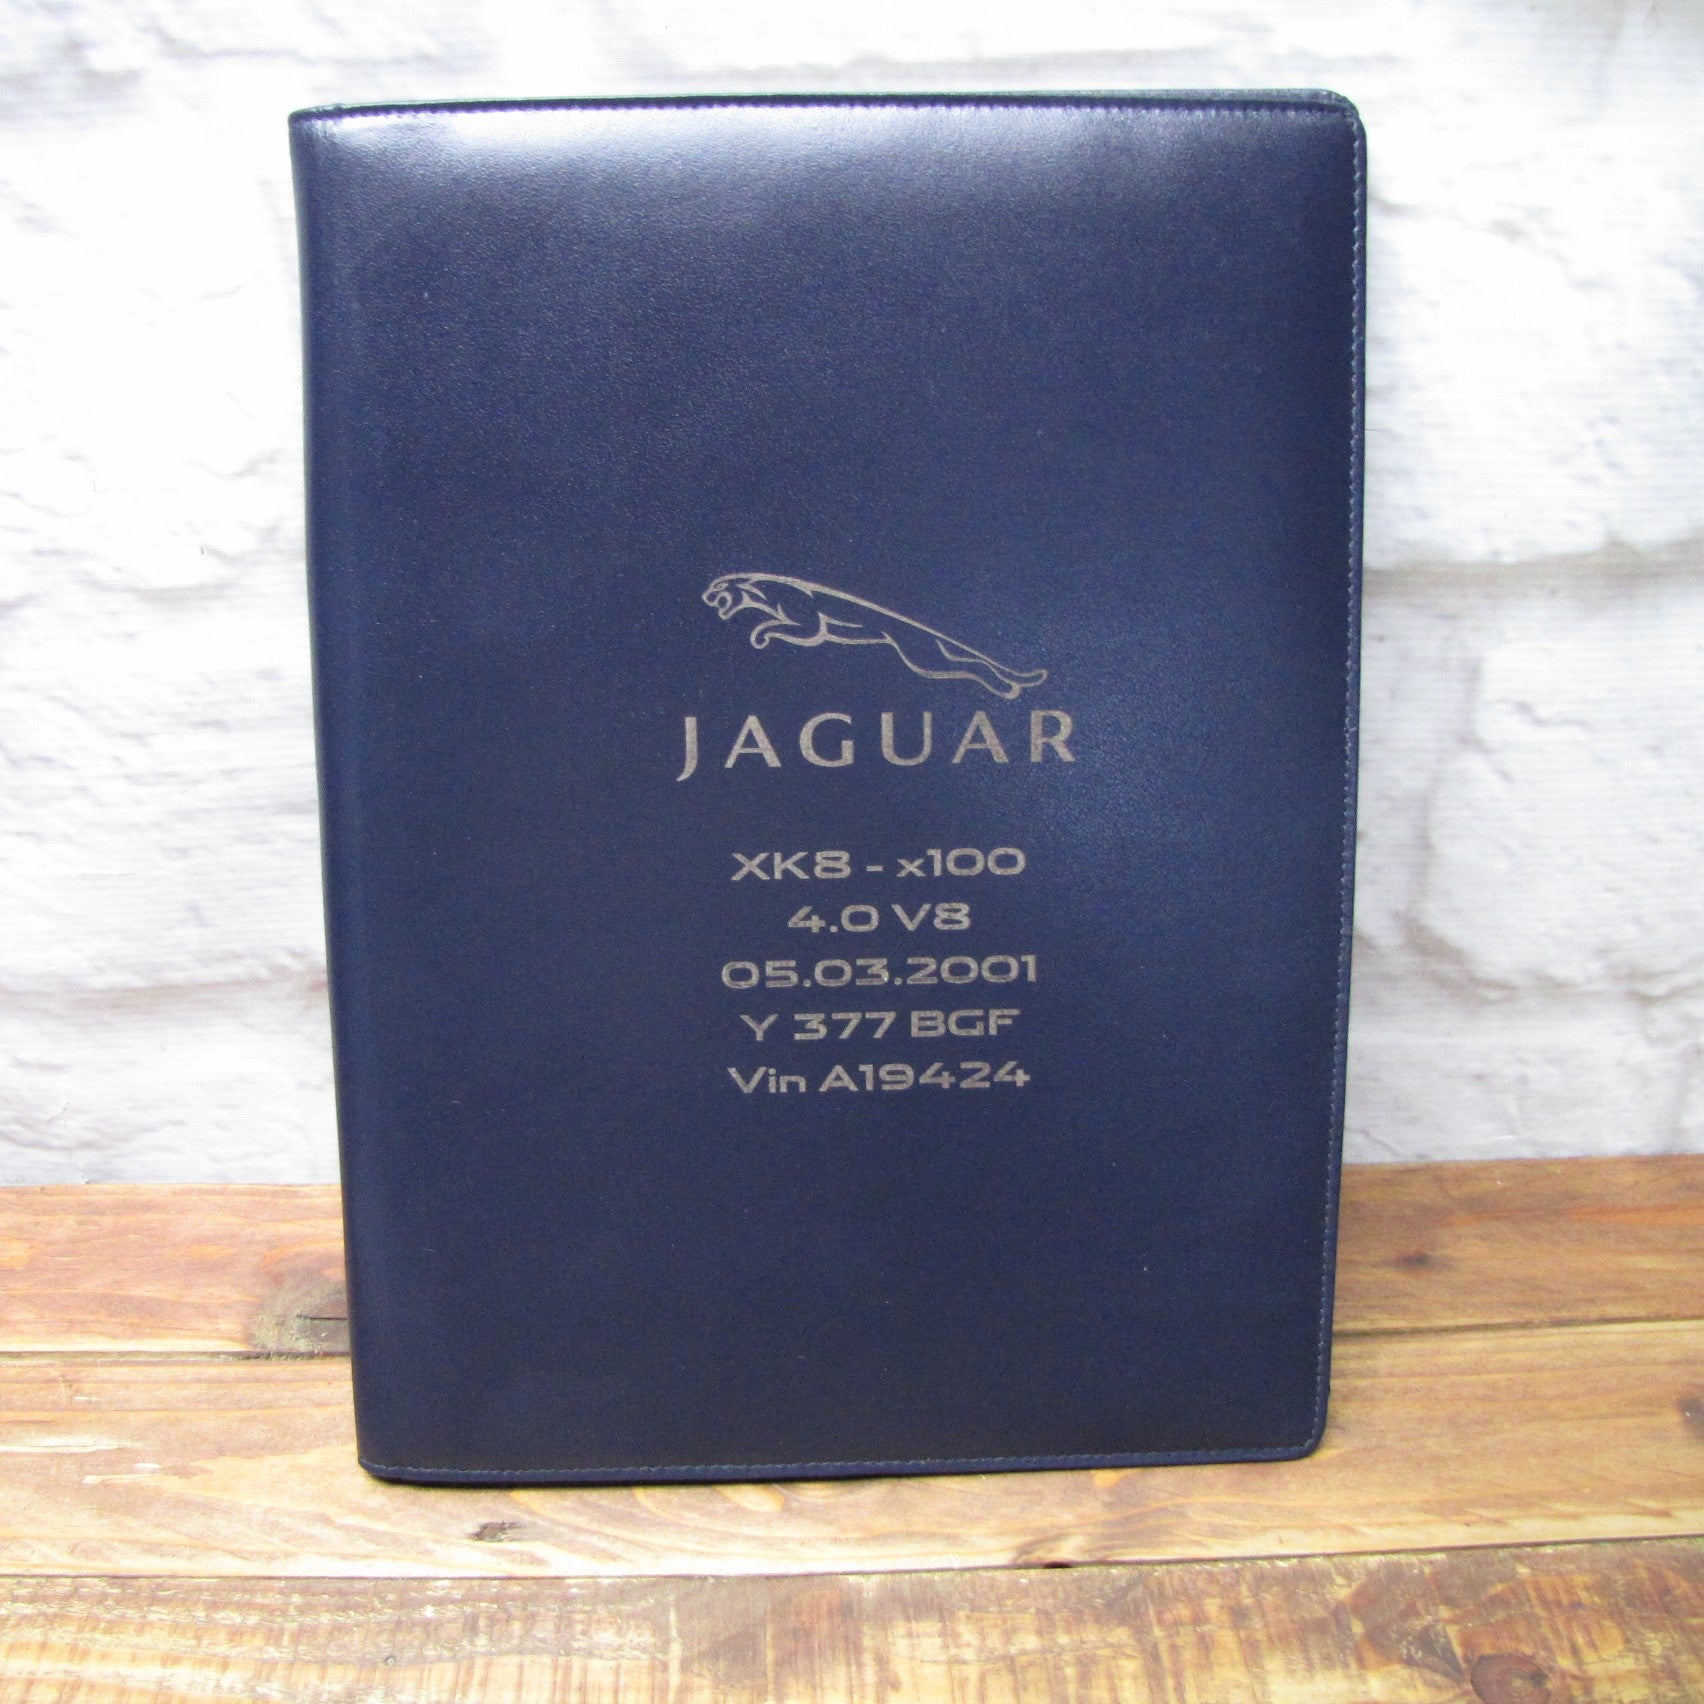 JAGUAR
XK8 - x100
4.0 V8
05.03.2001
Y 377 BGF
Vin A19424